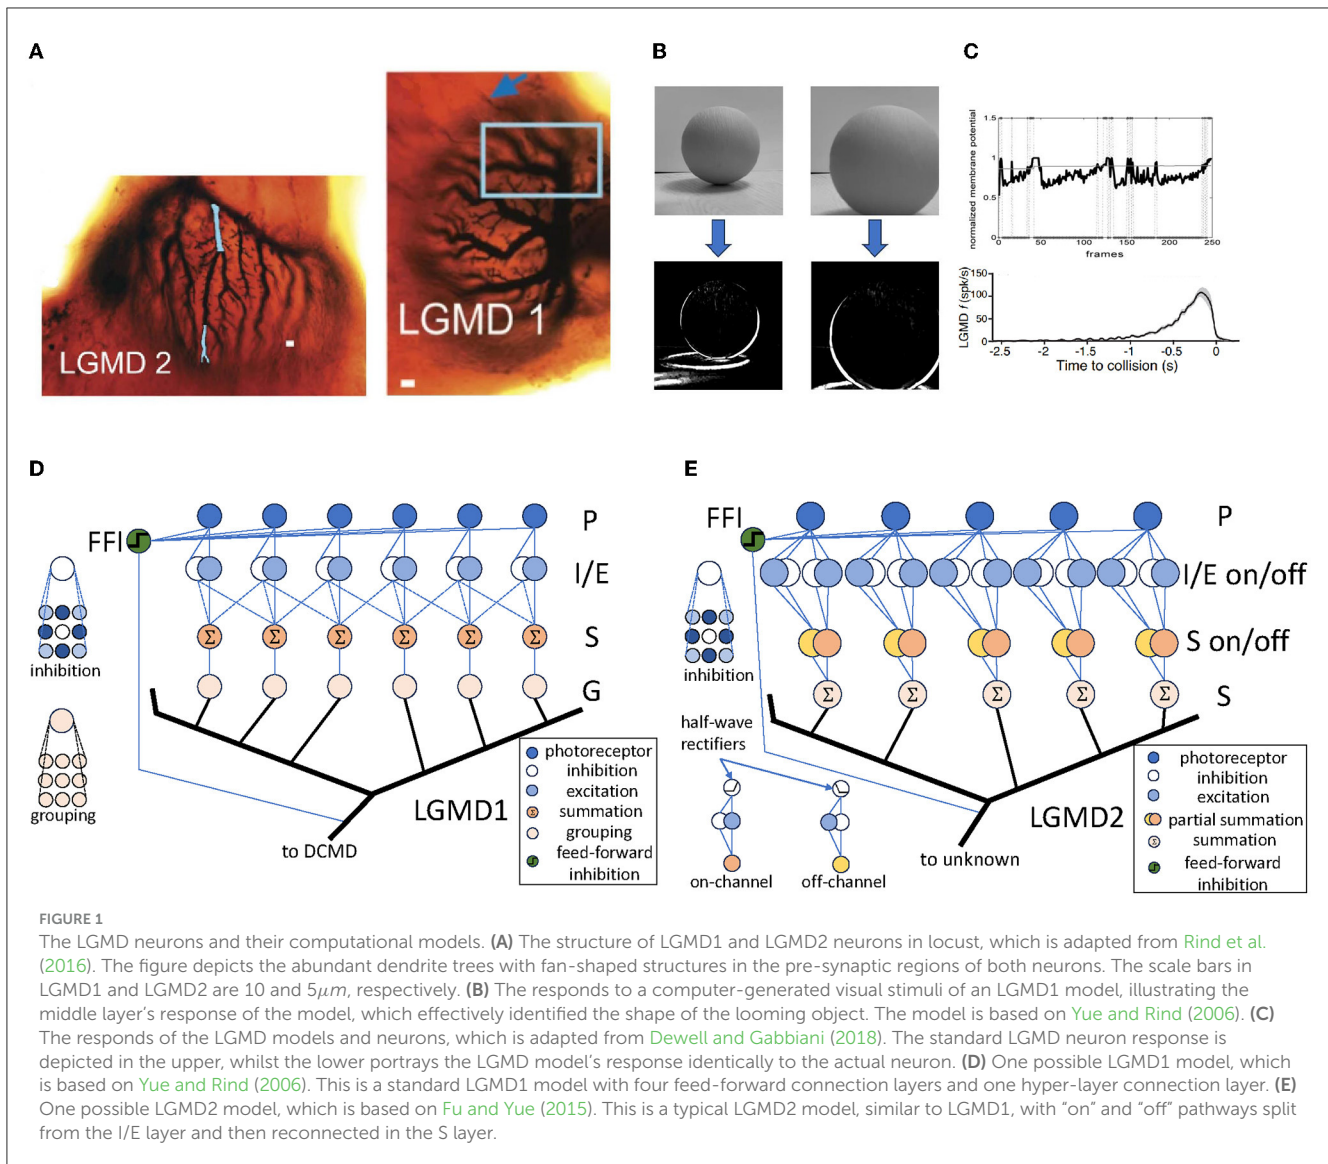 A
B
C
LGMD 2
LGMD 1
normalized membrane potential
1.5
1
0.5
0
0
50
100
150
200
250
frames
LGMD f (spk/s)
150
100
50
0
-2.5
-2
-1.5
-1
-0.5
0
Time to collision (s)
D
FFI
P
I/E
S
Σ Σ Σ Σ Σ Σ
G
inhibition
grouping
LGMD1
to DCMD
photoreceptor
inhibition
excitation
Σ summation
grouping
feed-forward
inhibition
E
FFI
P
I/E on/off
S on/off
S
Σ Σ Σ Σ Σ
inhibition
half-wave
rectifiers
on-channel
off-channel
LGMD2
to unknown
photoreceptor
inhibition
excitation
partial summation
Σ summation
feed-forward
inhibition
FIGURE 1
The LGMD neurons and their computational models. (A) The structure of LGMD1 and LGMD2 neurons in locust, which is adapted from Rind et al.
(2016). The figure depicts the abundant dendrite trees with fan-shaped structures in the pre-synaptic regions of both neurons. The scale bars in
LGMD1 and LGMD2 are 10 and 5μm, respectively. (B) The responds to a computer-generated visual stimuli of an LGMD1 model, illustrating the
middle layer's response of the model, which effectively identified the shape of the looming object. The model is based on Yue and Rind (2006). (C)
The responds of the LGMD models and neurons, which is adapted from Dewell and Gabbiani (2018). The standard LGMD neuron response is
depicted in the upper, whilst the lower portrays the LGMD model's response identically to the actual neuron. (D) One possible LGMD1 model, which
is based on Yue and Rind (2006). This is a standard LGMD1 model with four feed-forward connection layers and one hyper-layer connection layer. (E)
One possible LGMD2 model, which is based on Fu and Yue (2015). This is a typical LGMD2 model, similar to LGMD1, with "on" and "off" pathways split
from the I/E layer and then reconnected in the S layer.